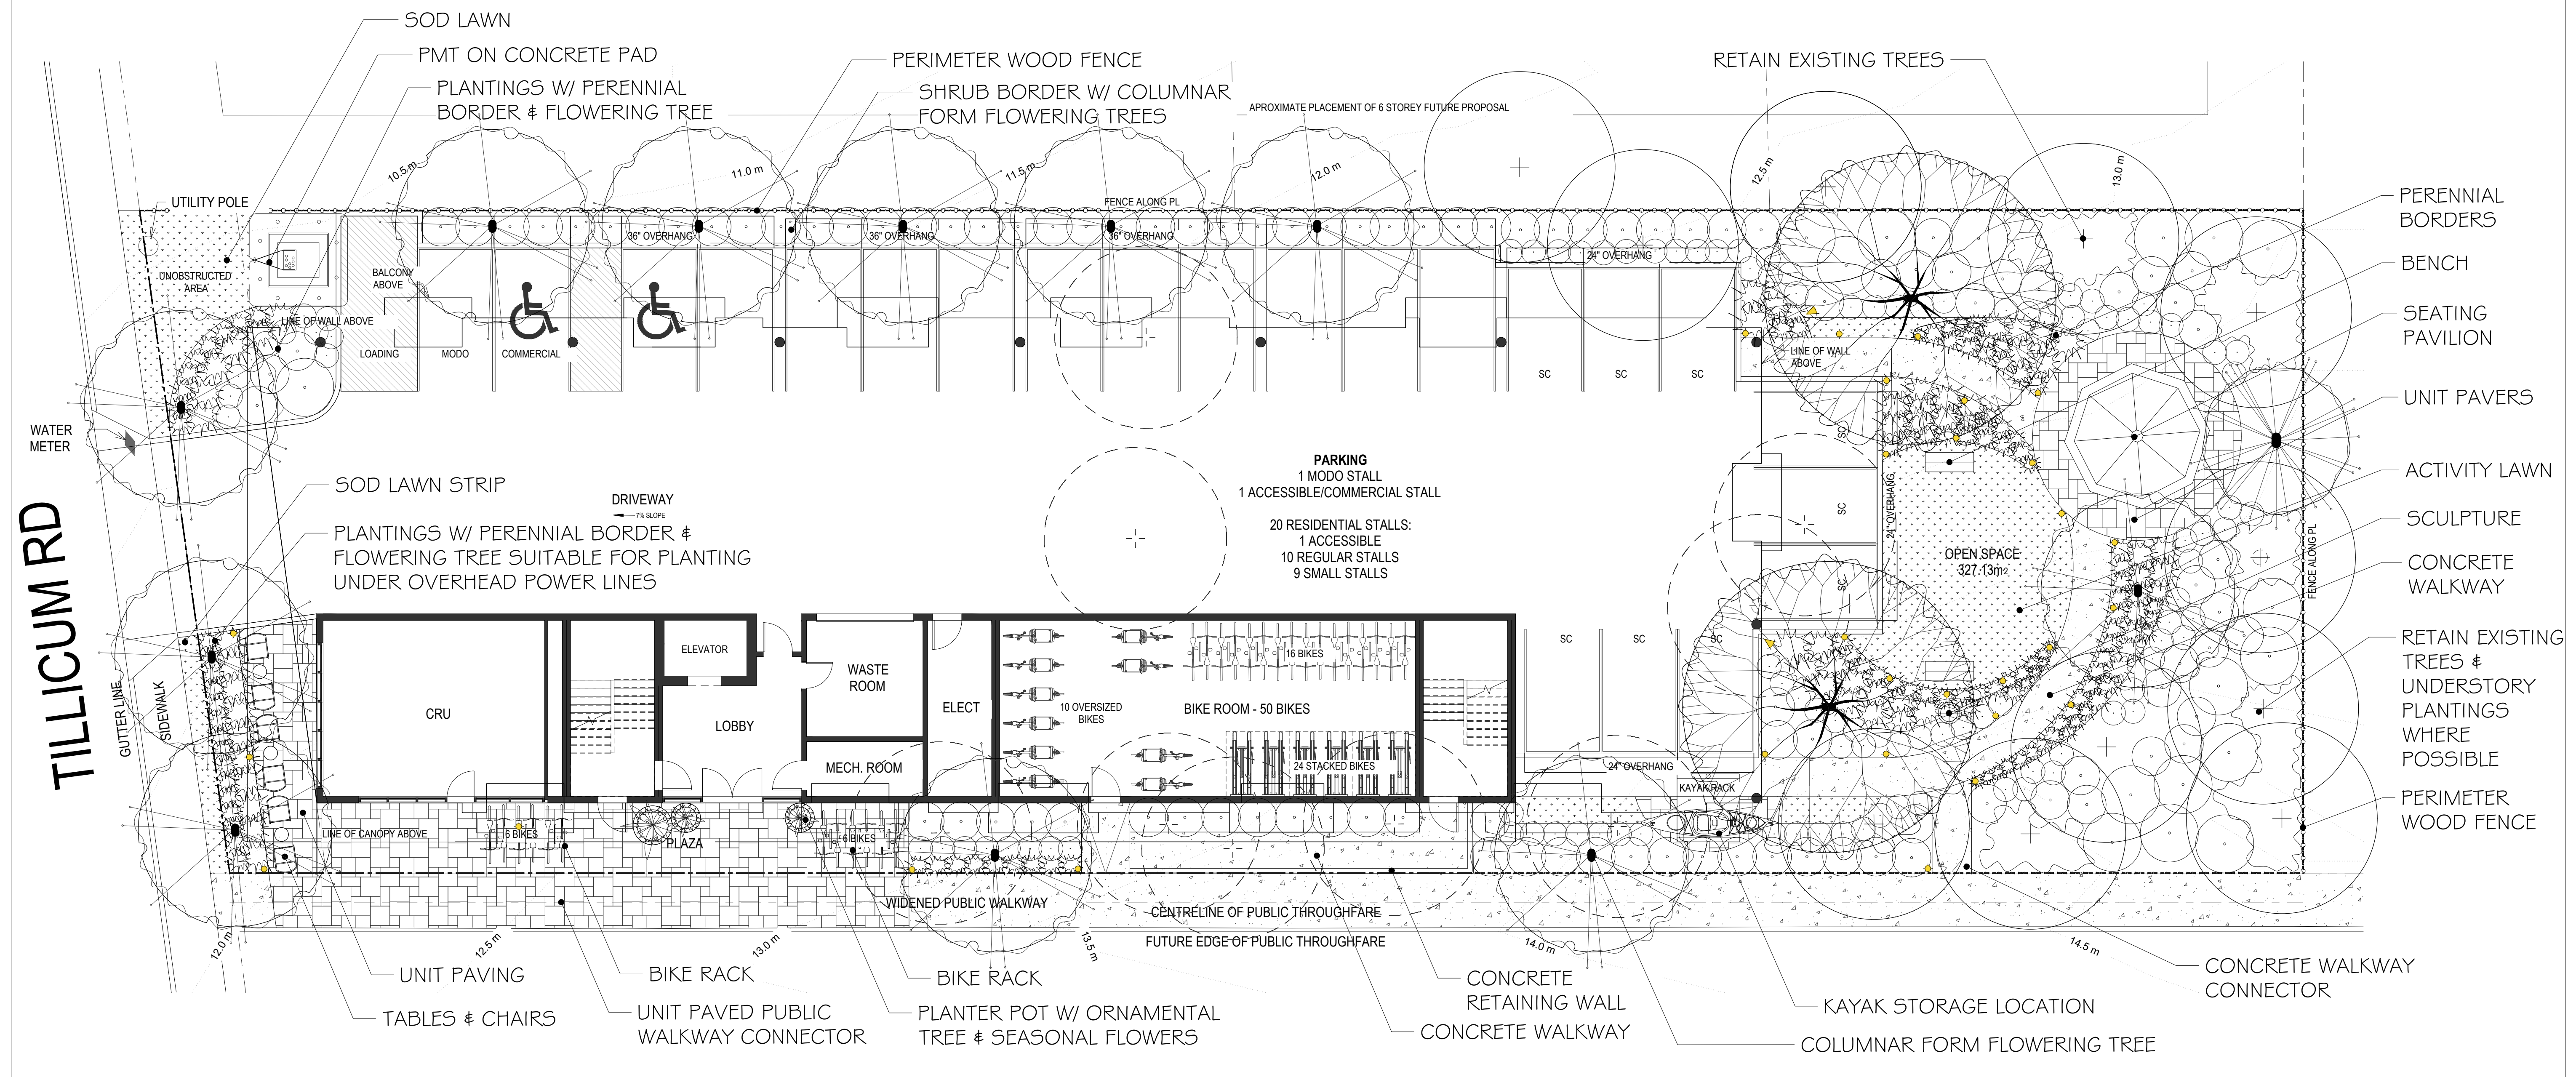 SOD LAWN
PMT ON CONCRETE PAD
PLANTINGS W/ PERENNIAL
BORDER & FLOWERING TREE
PERIMETER WOOD FENCE
SHRUB BORDER W/ COLUMNAR
FORM FLOWERING TREES
APROXIMATE PLACEMENT OF 6 STOREY FUTURE PROPOSAL
RETAIN EXISTING TREES
10.5 m
11.0 m
11.5 m
12.0 m
12.5 m
13.0 m
UTILITY POLE
FENCE ALONG PL
36" OVERHANG
36" OVERHANG
36" OVERHANG
24" OVERHANG
UNOBSTRUCTED
AREA
BALCONY
ABOVE
LINE OF WALL ABOVE
LOADING
MODO
COMMERCIAL
LINE OF WALL
ABOVE
SC
SC
SC
PERENNIAL
BORDERS
BENCH
SEATING
PAVILION
UNIT PAVERS
ACTIVITY LAWN
SCULPTURE
CONCRETE
WALKWAY
RETAIN EXISTING
TREES &
UNDERSTORY
PLANTINGS
WHERE
POSSIBLE
PERIMETER
WOOD FENCE
WATER
METER
TILLICUM RD
GUTTER LINE
SIDEWALK
SOD LAWN STRIP
DRIVEWAY
7% SLOPE
PLANTINGS W/ PERENNIAL BORDER &
FLOWERING TREE SUITABLE FOR PLANTING
UNDER OVERHEAD POWER LINES
PARKING
1 MODO STALL
1 ACCESSIBLE/COMMERCIAL STALL
20 RESIDENTIAL STALLS:
1 ACCESSIBLE
10 REGULAR STALLS
9 SMALL STALLS
SC
SC
SC
24" OVERHANG
OPEN SPACE
327.13m2
FENCE ALONG PL
CRU
ELEVATOR
LOBBY
WASTE
ROOM
MECH. ROOM
ELECT
10 OVERSIZED
BIKES
16 BIKES
BIKE ROOM - 50 BIKES
24 STACKED BIKES
SC
SC
SC
24" OVERHANG
KAYAK RACK
LINE OF CANOPY ABOVE
6 BIKES
PLAZA
6 BIKES
WIDENED PUBLIC WALKWAY
CENTRELINE OF PUBLIC THROUGHFARE
FUTURE EDGE OF PUBLIC THROUGHFARE
12.0 m
12.5 m
13.0 m
13.5 m
14.0 m
14.5 m
UNIT PAVING
TABLES & CHAIRS
BIKE RACK
UNIT PAVED PUBLIC
WALKWAY CONNECTOR
BIKE RACK
PLANTER POT W/ ORNAMENTAL
TREE & SEASONAL FLOWERS
CONCRETE
RETAINING WALL
CONCRETE WALKWAY
KAYAK STORAGE LOCATION
COLUMNAR FORM FLOWERING TREE
CONCRETE WALKWAY
CONNECTOR